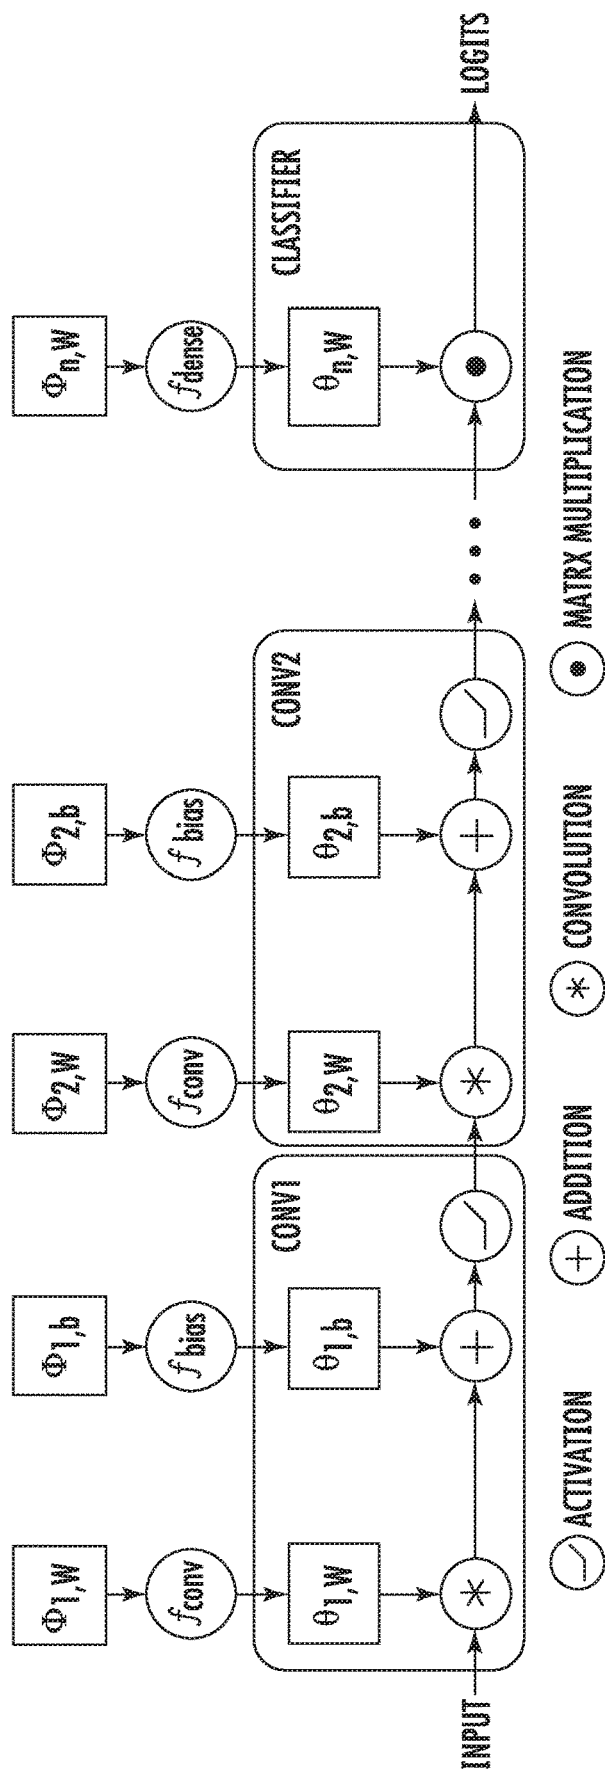 Φ1,W
Φ1,b
Φ2,W
Φ2,b
Φn,W
fconv
fbias
fconv
fbias
fdense
CONV1
CONV2
CLASSIFIER
θ1,W
θ1,b
θ2,W
θ2,b
θn,W
INPUT
* + * + • • •
LOGITS
ACTIVATION
+ ADDITION
* CONVOLUTION
MATRX MULTIPLICATION